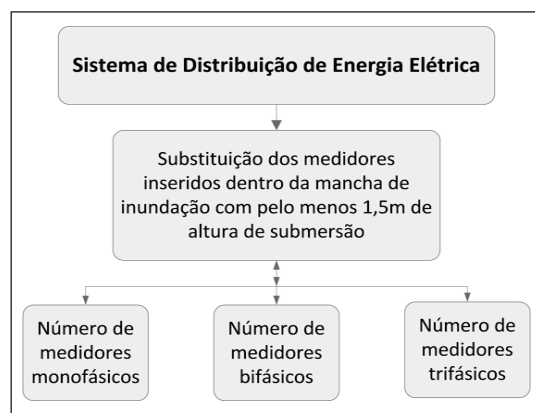 Sistema de Distribuição de Energia Elétrica
Substituição dos medidores
inseridos dentro da mancha de
inundação com pelo menos 1,5m de
altura de submersão
Número de
medidores
monofásicos
Número de
medidores
bifásicos
Número de
medidores
trifásicos